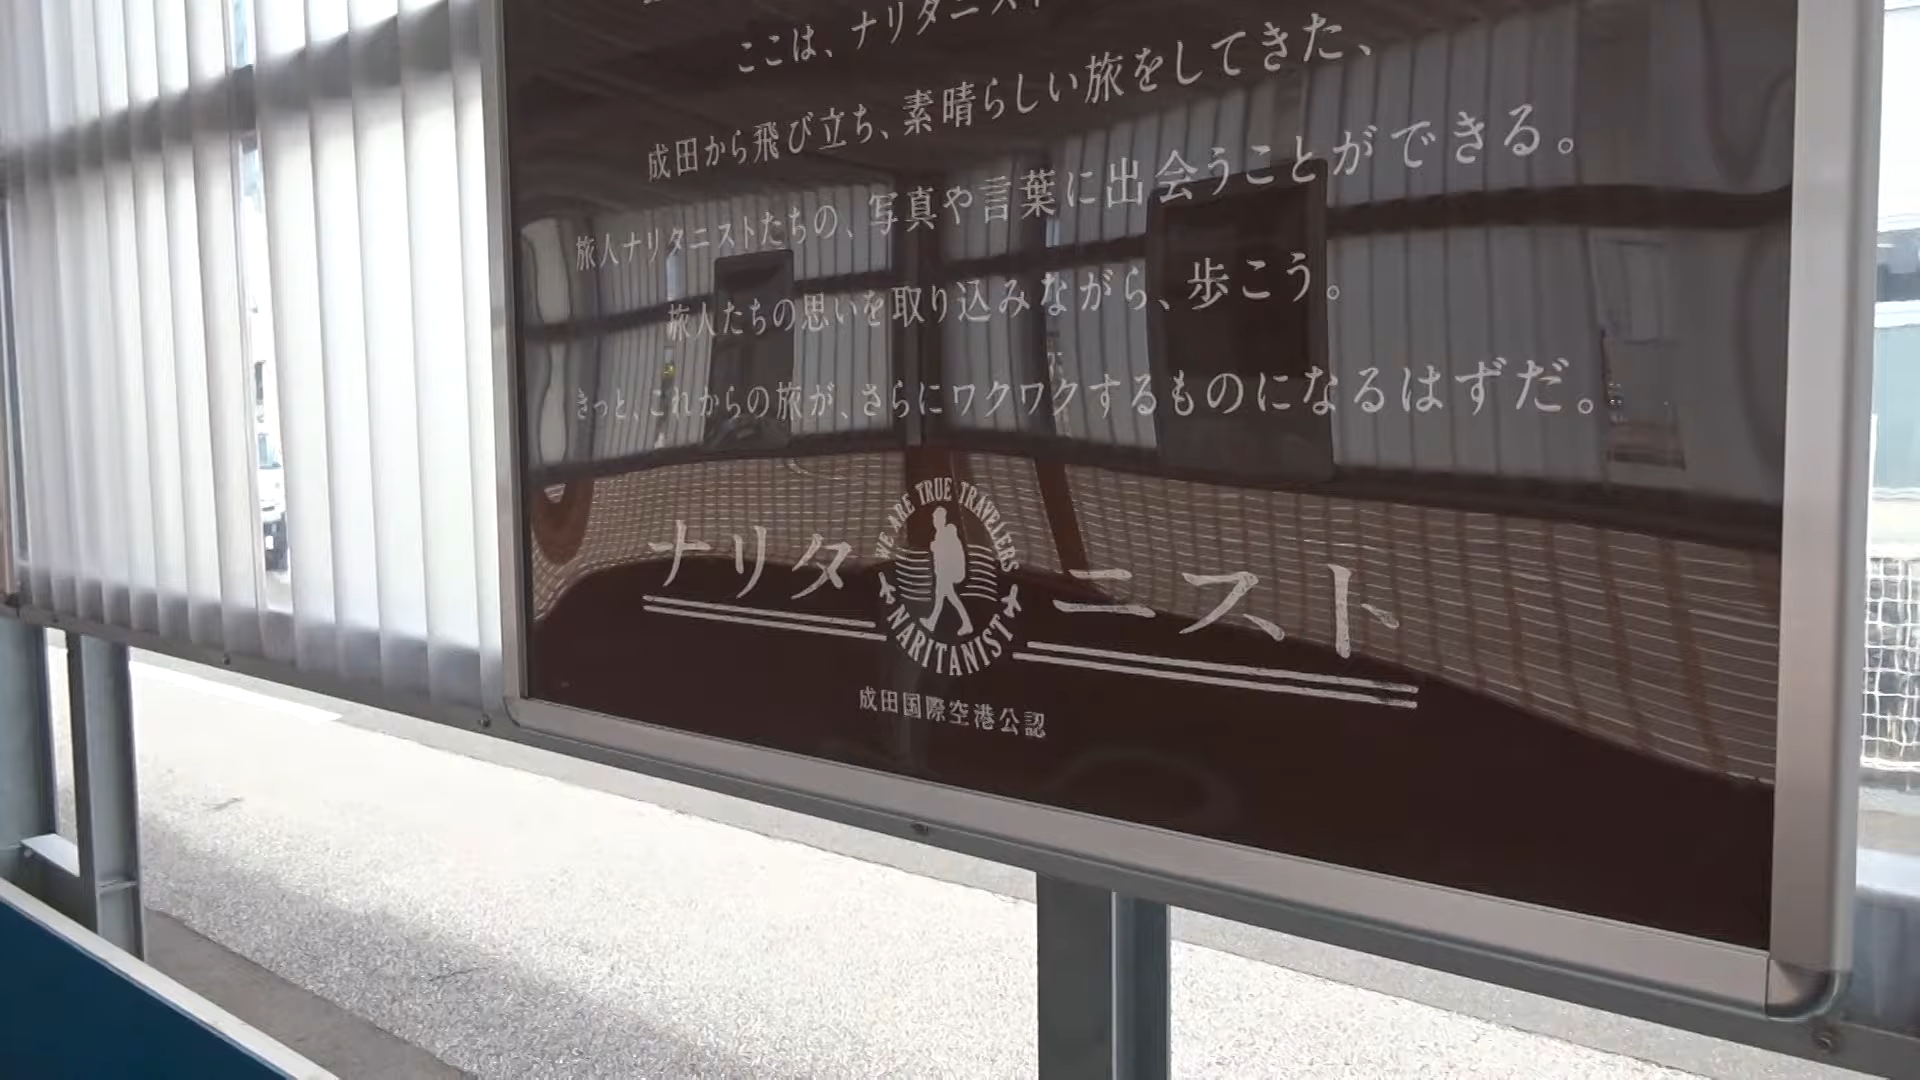 ここは、ナリタニスト
成田から飛び立ち、素晴らしい旅をしてきた、
旅人ナリタニストたちの、写真や言葉に出会うことができる。
旅人たちの思いを取り込みながら、歩こう。
きっと、これからの旅が、さらにワクワクするものになるはずだ。
ナリタニスト
WE ARE TRUE TRAVELERS
NARITANIST
成田国際空港公認